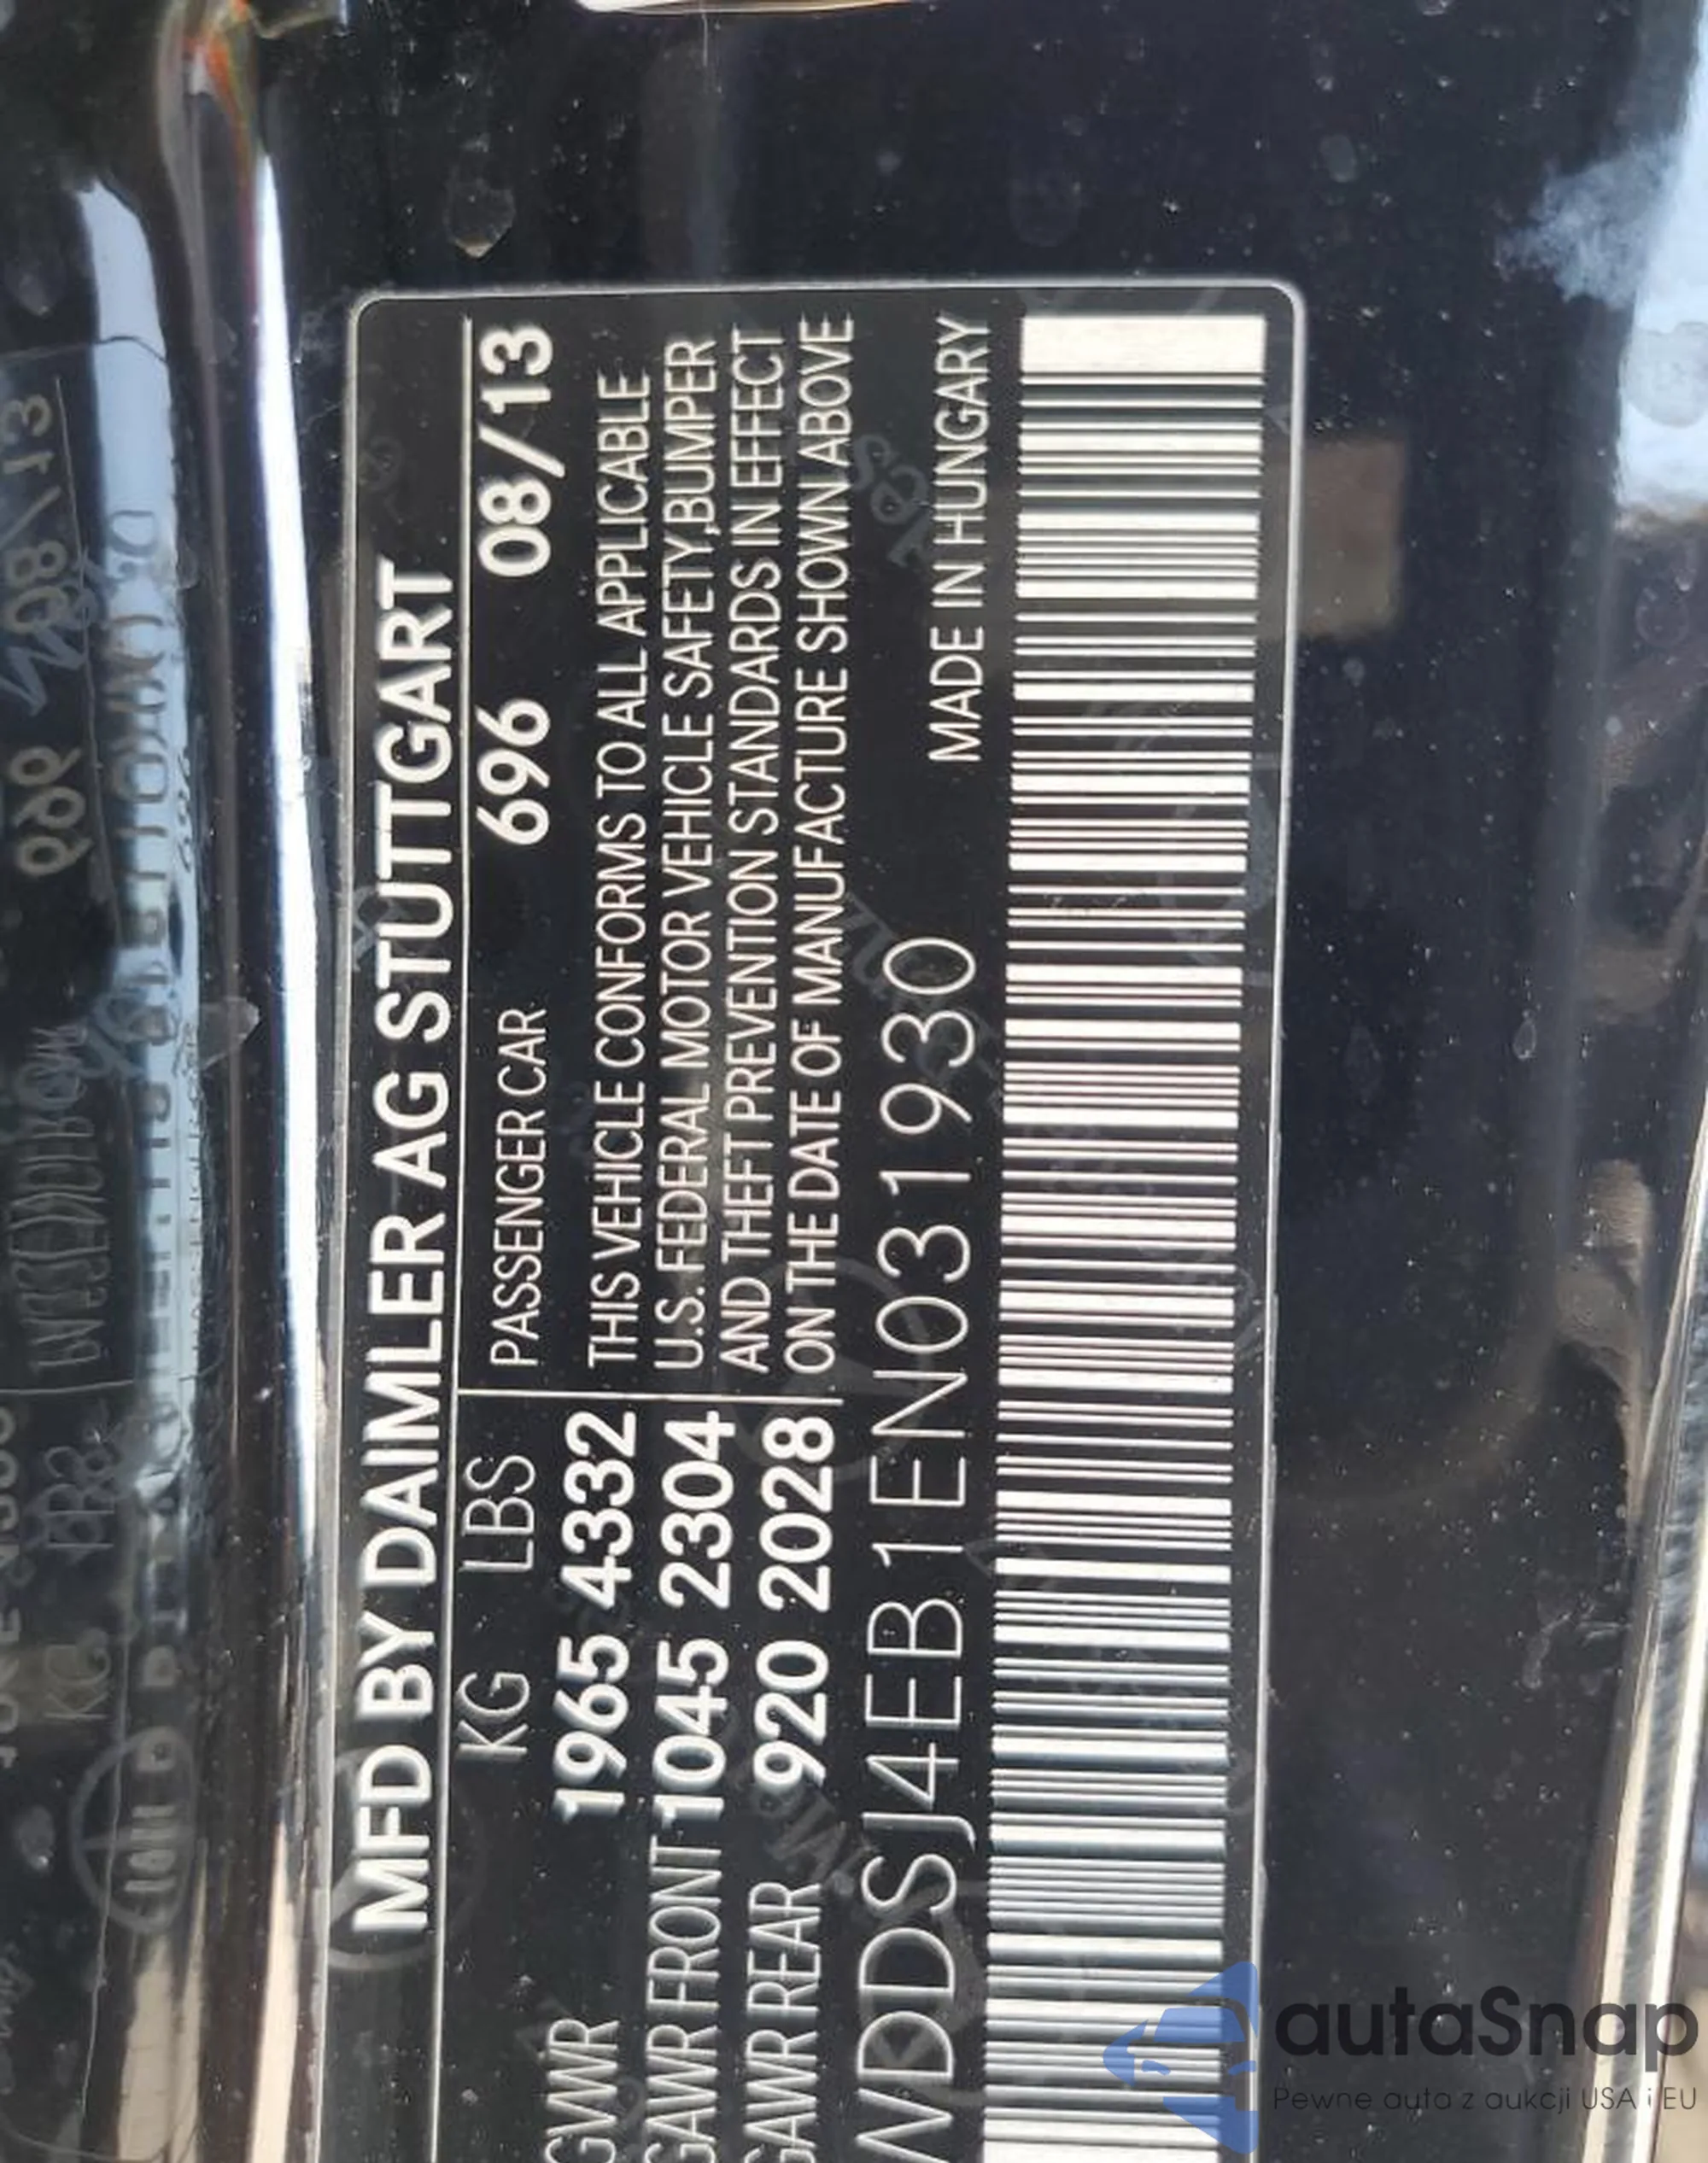 MFD BY DAIMLER AG STUTTGART
KG LBS PASSENGER CAR 696 08/13
GVWR 1965 4332 THIS VEHICLE CONFORMS TO ALL APPLICABLE
GAWR FRONT 1045 2304 U.S. FEDERAL MOTOR VEHICLE SAFETY,BUMPER
GAWR REAR 920 2028 AND THEFT PREVENTION STANDARDS IN EFFECT
ON THE DATE OF MANUFACTURE SHOWN ABOVE
WDDSJ4EB1EN031930 MADE IN HUNGARY
autaSnap
Pewne auta z aukcji USA i EU